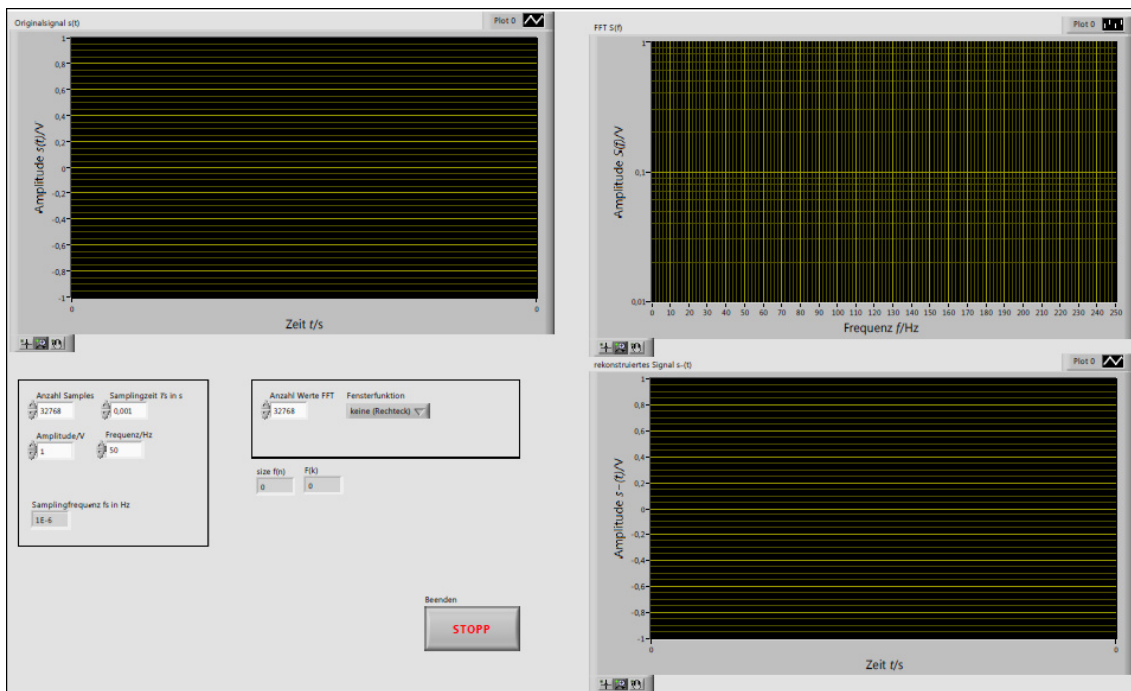 Originalsignal s(t)
Plot 0
Amplitude s(t)/V
1
0,8
0,6
0,4
0,2
0
-0,2
-0,4
-0,6
-0,8
-1
0 0
Zeit t/s
FFT S(f)
Plot 0
Amplitude S(f)/V
1
0,1
0,01
0 10 20 30 40 50 60 70 80 90 100 110 120 130 140 150 160 170 180 190 200 210 220 230 240 250
Frequenz f/Hz
Anzahl Samples Samplingzeit Ts in s
32768 0,001
Amplitude/V Frequenz/Hz
1 50
Samplingfrequenz fs in Hz
1E-6
Anzahl Werte FFT Fensterfunktion
32768 keine (Rechteck)
size f(n) F(k)
0 0
Beenden
STOPP
rekonstruiertes Signal s~(t)
Plot 0
Amplitude s~(t)/V
1
0,8
0,6
0,4
0,2
0
-0,2
-0,4
-0,6
-0,8
-1
0 0
Zeit t/s